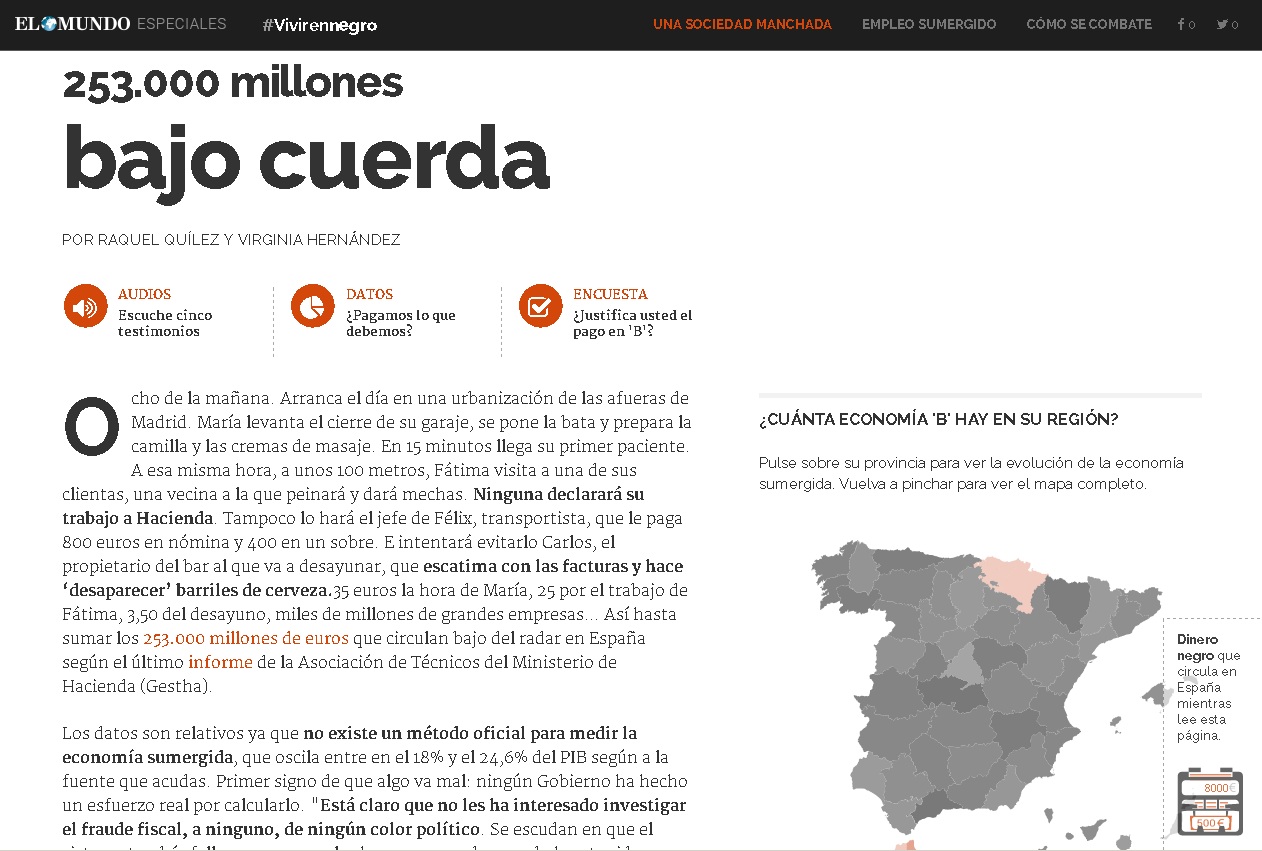 EL MUNDO ESPECIALES #Vivirennegro UNA SOCIEDAD MANCHADA EMPLEO SUMERGIDO CÓMO SE COMBATE 0 0
253.000 millones
bajo cuerda
POR RAQUEL QUÍLEZ Y VIRGINIA HERNÁNDEZ
AUDIOS
Escuche cinco
testimonios
DATOS
¿Pagamos lo que
debemos?
ENCUESTA
¿Justifica usted el
pago en 'B'?
Ocho de la mañana. Arranca el día en una urbanización de las afueras de
Madrid. María levanta el cierre de su garaje, se pone la bata y prepara la
camilla y las cremas de masaje. En 15 minutos llega su primer paciente.
A esa misma hora, a unos 100 metros, Fátima visita a una de sus
clientas, una vecina a la que peinará y dará mechas. Ninguna declarará su
trabajo a Hacienda. Tampoco lo hará el jefe de Félix, transportista, que le paga
800 euros en nómina y 400 en un sobre. E intentará evitarlo Carlos, el
propietario del bar al que va a desayunar, que escatima con las facturas y hace
‘desaparecer’ barriles de cerveza.35 euros la hora de María, 25 por el trabajo de
Fátima, 3,50 del desayuno, miles de millones de grandes empresas... Así hasta
sumar los 253.000 millones de euros que circulan bajo del radar en España
según el último informe de la Asociación de Técnicos del Ministerio de
Hacienda (Gestha).
Los datos son relativos ya que no existe un método oficial para medir la
economía sumergida, que oscila entre en el 18% y el 24,6% del PIB según a la
fuente que acudas. Primer signo de que algo va mal: ningún Gobierno ha hecho
un esfuerzo real por calcularlo. "Está claro que no les ha interesado investigar
el fraude fiscal, a ninguno, de ningún color político. Se escudan en que el
¿CUÁNTA ECONOMÍA 'B' HAY EN SU REGIÓN?
Pulse sobre su provincia para ver la evolución de la economía
sumergida. Vuelva a pinchar para ver el mapa completo.
Dinero
negro que
circula en
España
mientras
lee esta
página.
8000€
500€